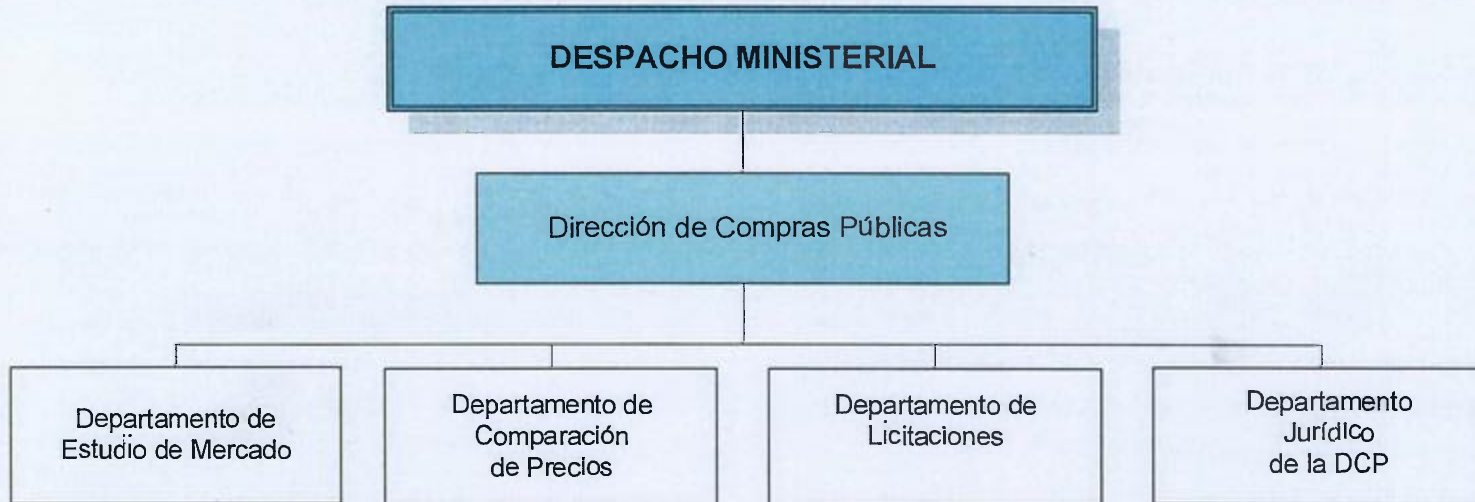 DESPACHO MINISTERIAL
Dirección de Compras Públicas
Departamento de
Estudio de Mercado
Departamento de
Comparación
de Precios
Departamento de
Licitaciones
Departamento
Jurídico
de la DCP